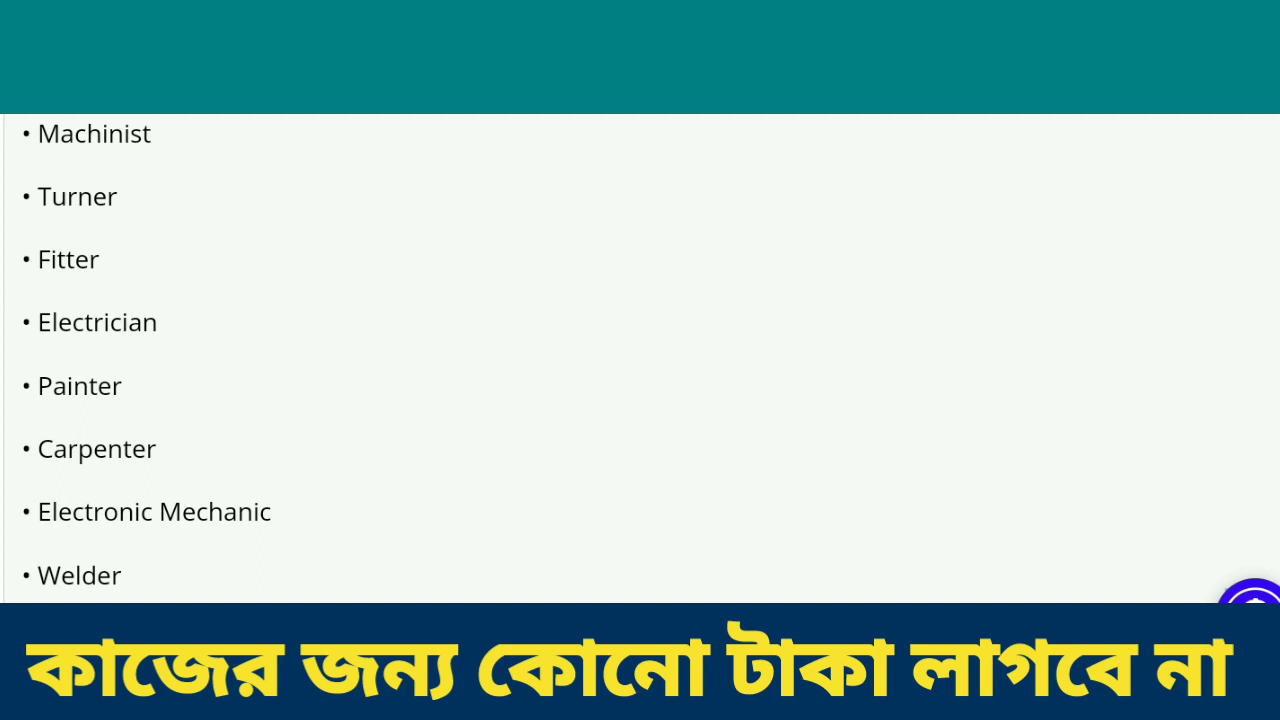 • Machinist
• Turner
• Fitter
• Electrician
• Painter
• Carpenter
• Electronic Mechanic
• Welder
কাজের জন্য কোনো টাকা লাগবে না